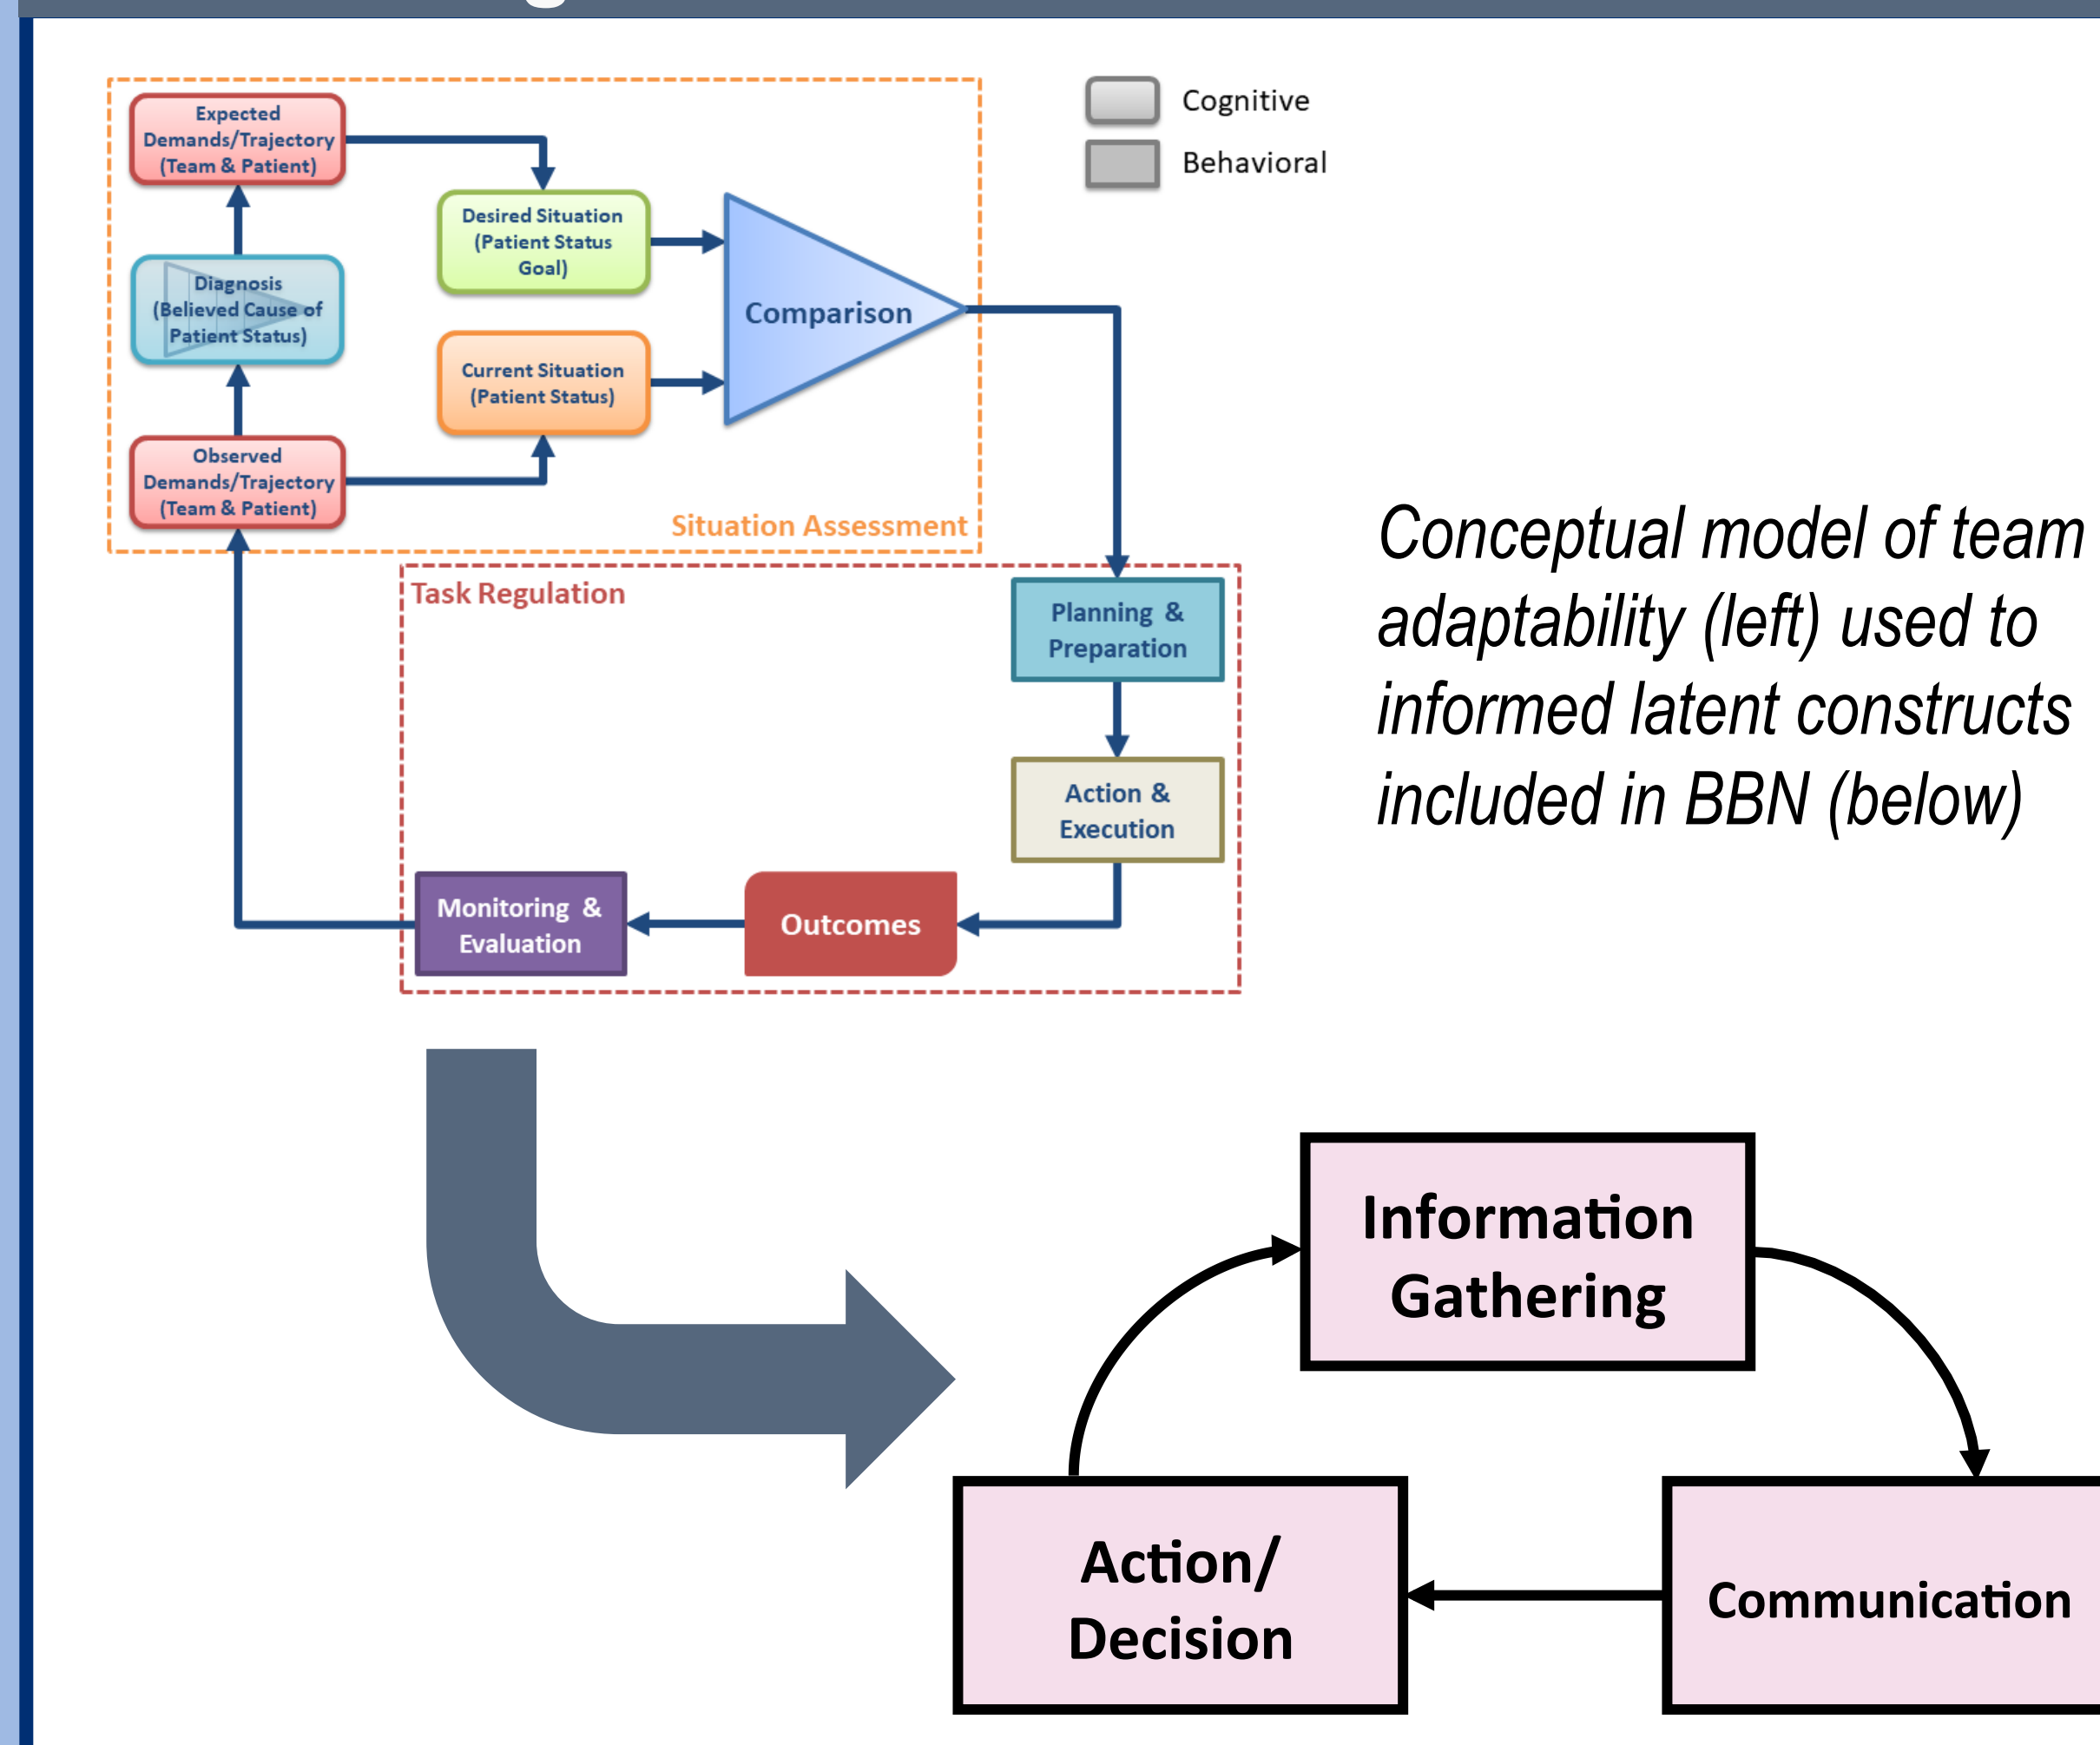 Expected
Demands/Trajectory
(Team & Patient)
Diagnosis
(Believed Cause of
Patient Status)
Observed
Demands/Trajectory
(Team & Patient)
Desired Situation
(Patient Status
Goal)
Current Situation
(Patient Status)
Comparison
Situation Assessment
Cognitive
Behavioral
Task Regulation
Planning &
Preparation
Action &
Execution
Outcomes
Monitoring &
Evaluation
Conceptual model of team
adaptability (left) used to
informed latent constructs
included in BBN (below)
Information
Gathering
Communication
Action/
Decision